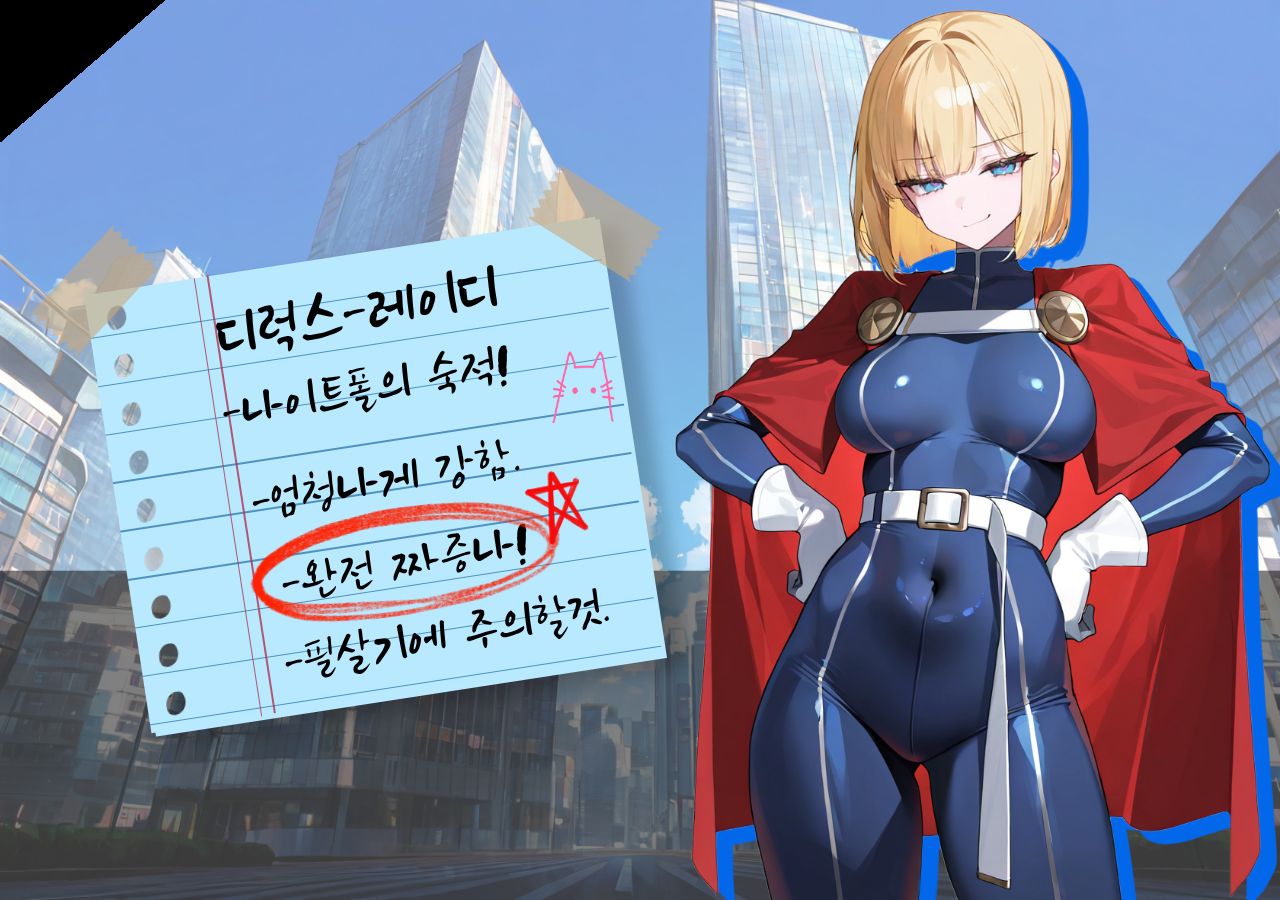 디럭스-레이디
-나이트폴의 숙적!
-엄청나게 강함.
-완전 짜증나!
-필살기에 주의할것.